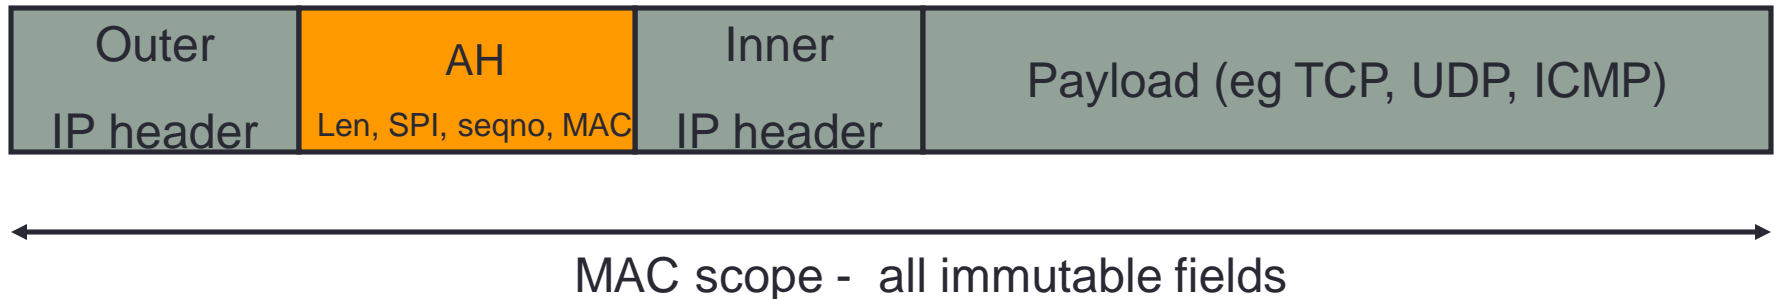 Outer
IP header
AH
Len, SPI, seqno, MAC
Inner
IP header
Payload (eg TCP, UDP, ICMP)
MAC scope - all immutable fields